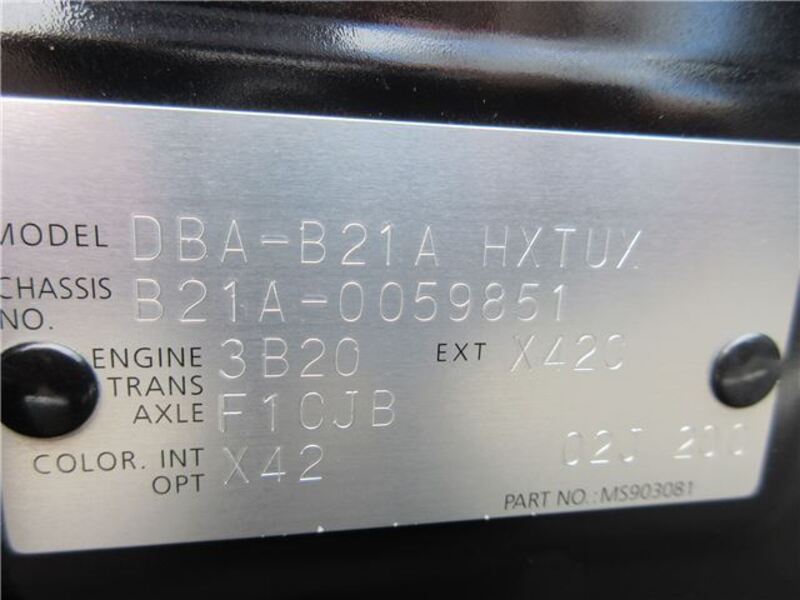 MODEL DBA-B21A HXTUX
CHASSIS NO. B21A-0059851
ENGINE 3B20 EXT X42C
TRANS AXLE F1CJB
COLOR. INT X42
OPT 02J 20C
PART NO.:MS903081